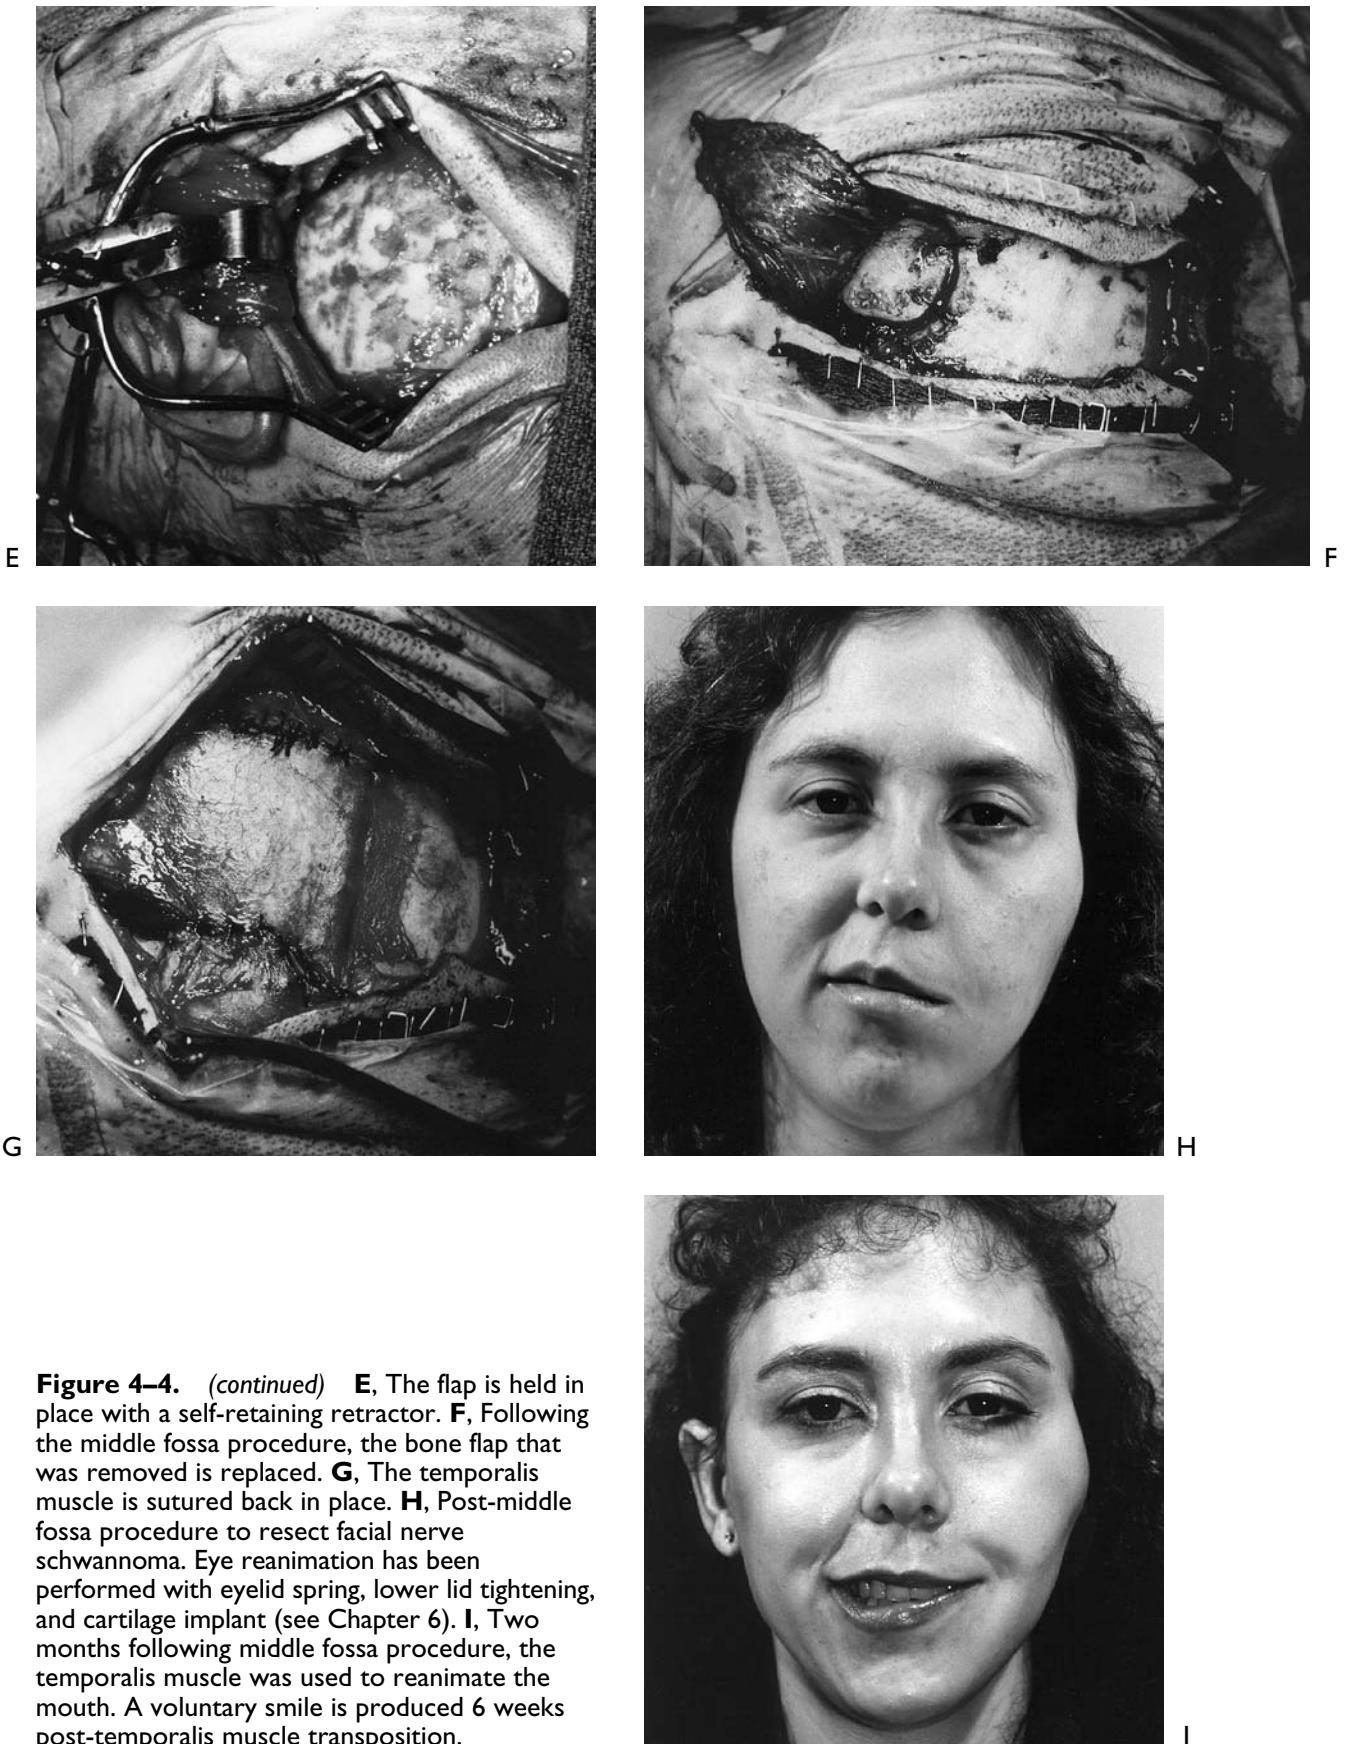 E
F
G
H
Figure 4–4. (continued) E, The flap is held in
place with a self-retaining retractor. F, Following
the middle fossa procedure, the bone flap that
was removed is replaced. G, The temporalis
muscle is sutured back in place. H, Post-middle
fossa procedure to resect facial nerve
schwannoma. Eye reanimation has been
performed with eyelid spring, lower lid tightening,
and cartilage implant (see Chapter 6). I, Two
months following middle fossa procedure, the
temporalis muscle was used to reanimate the
mouth. A voluntary smile is produced 6 weeks
post-temporalis muscle transposition.
I